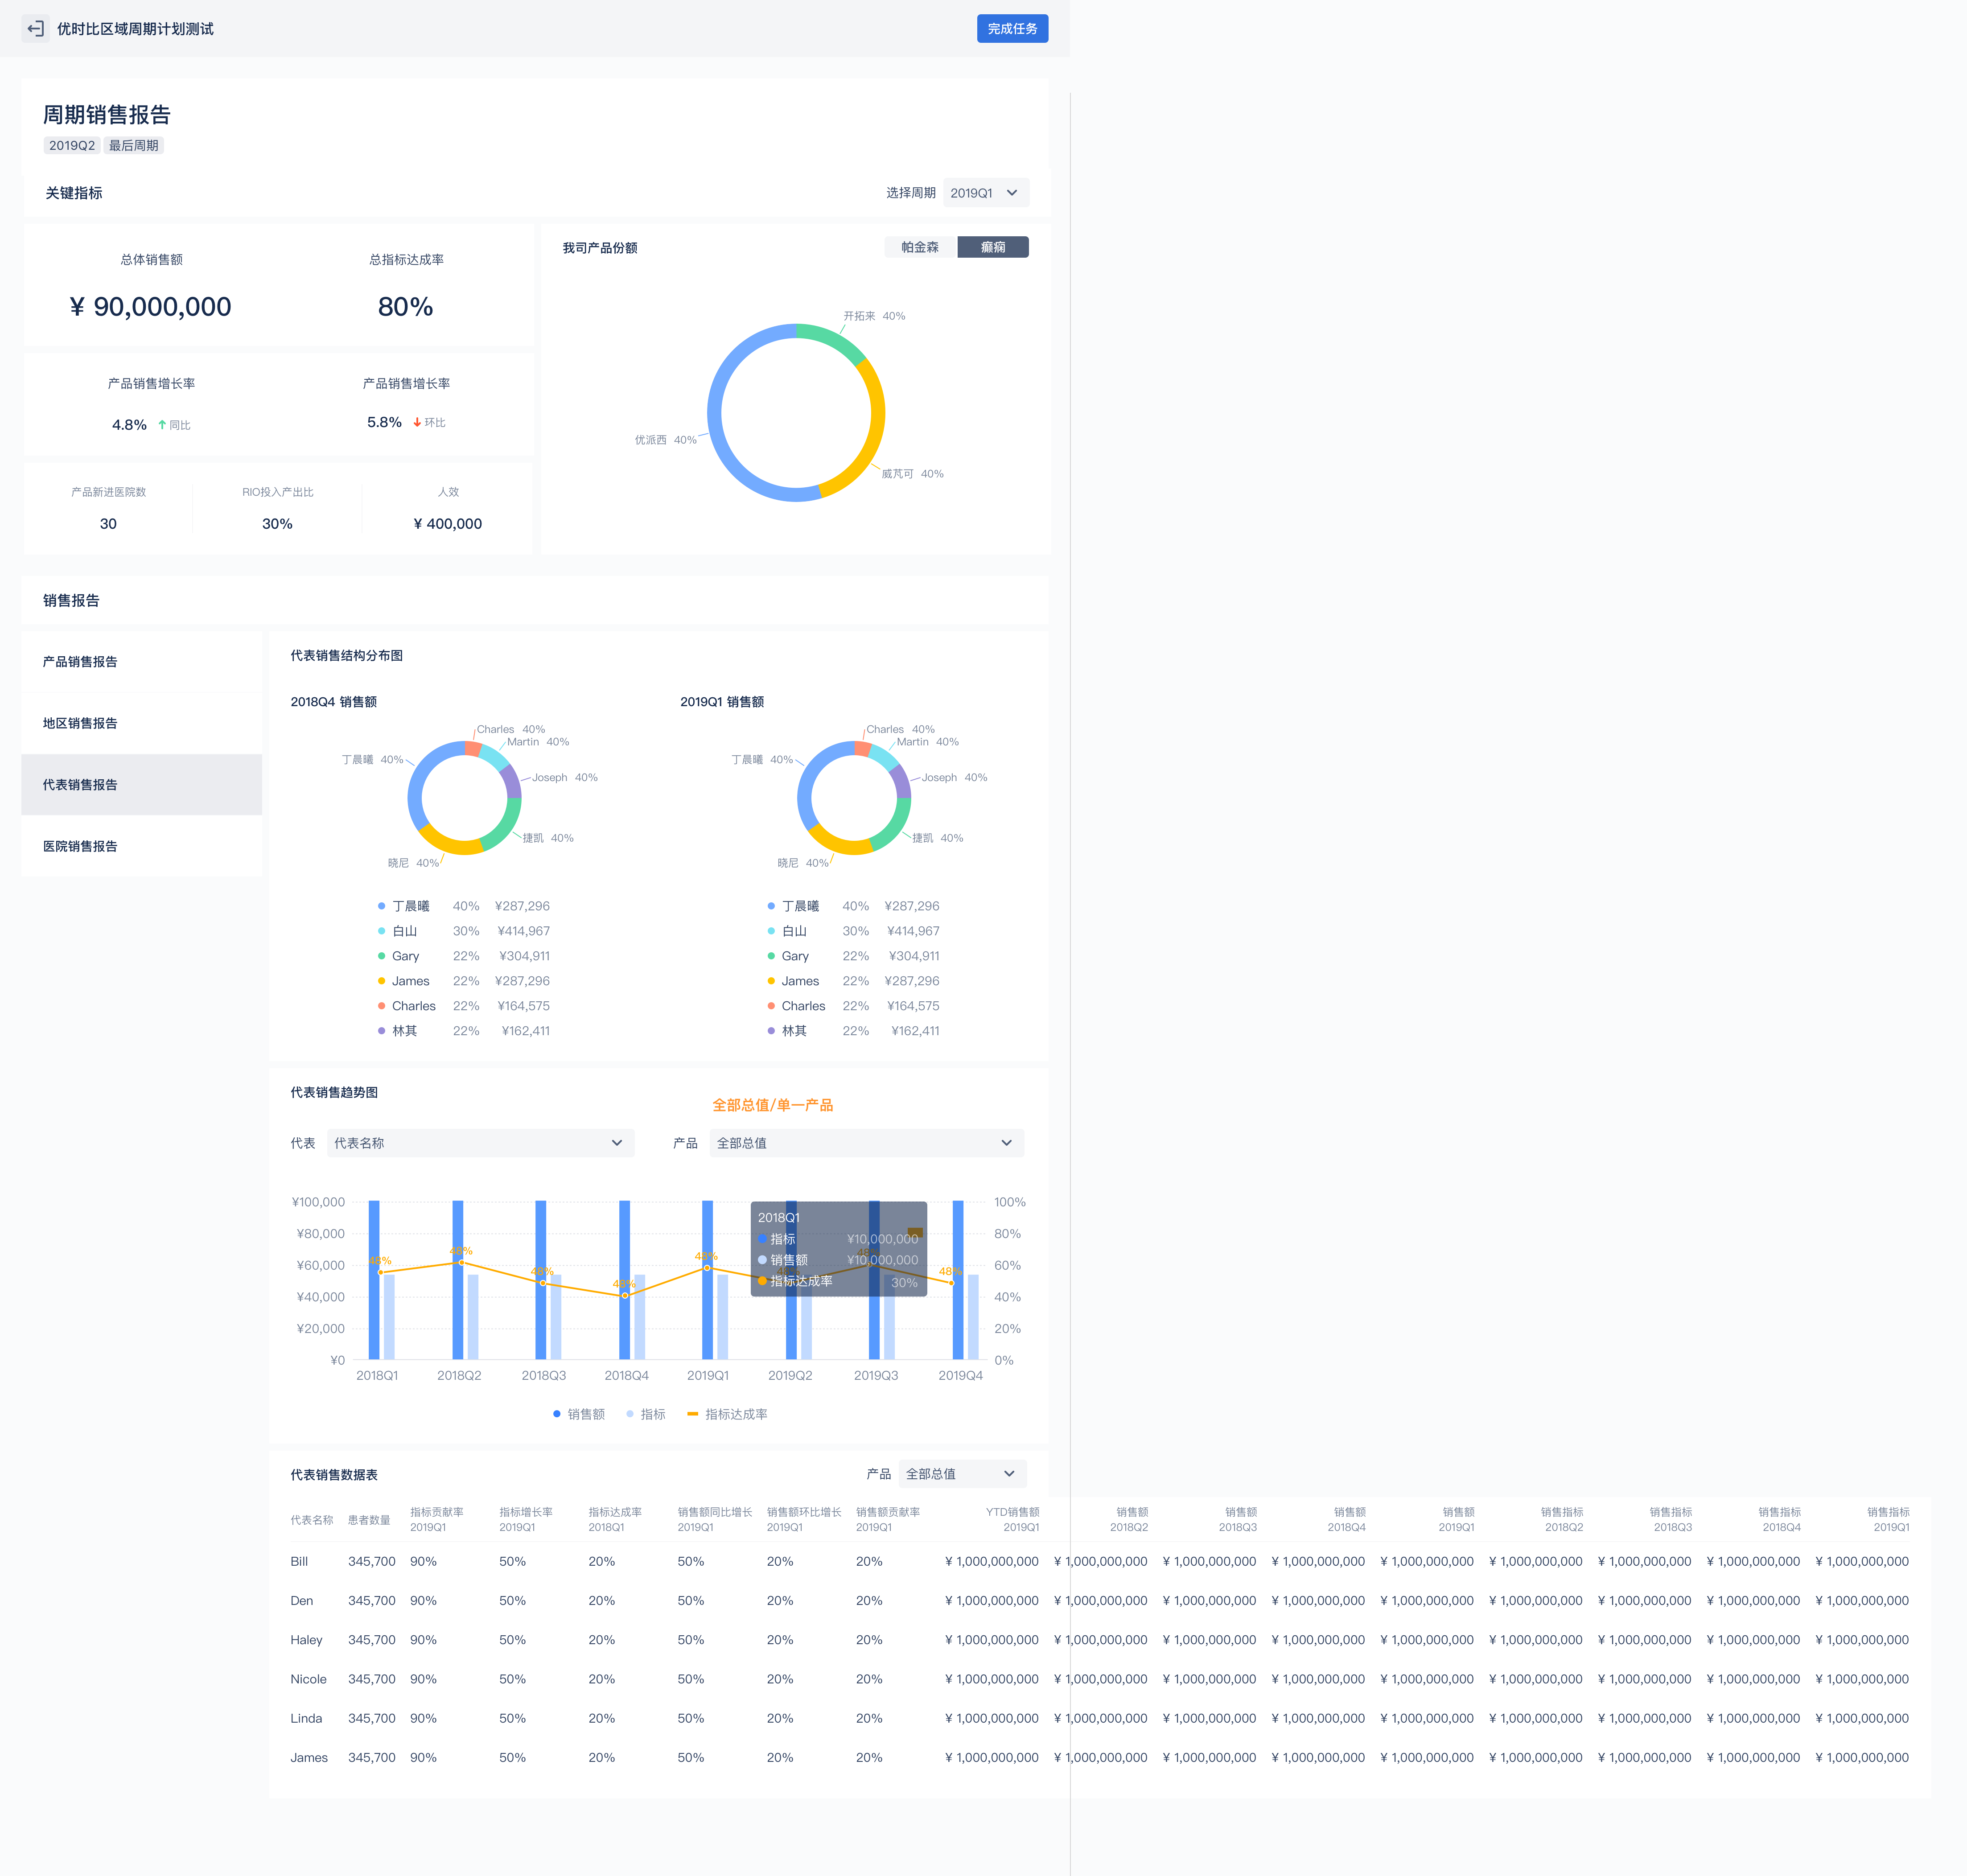 优时比区域周期计划测试
完成任务
周期销售报告
2019Q2 最后周期
关键指标
选择周期 2019Q1
总体销售额 总指标达成率
¥ 90,000,000 80%
产品销售增长率 产品销售增长率
4.8% 同比 5.8% 环比
产品新进医院数 RIO投入产出比 人效
30 30% ¥ 400,000
我司产品份额
帕金森 癫痫
开拓来 40%
优派西 40%
威芃可 40%
销售报告
产品销售报告
地区销售报告
代表销售报告
医院销售报告
代表销售结构分布图
2018Q4 销售额
Charles 40%
Martin 40%
丁晨曦 40%
Joseph 40%
捷凯 40%
晓尼 40%
丁晨曦 40% ¥287,296
白山 30% ¥414,967
Gary 22% ¥304,911
James 22% ¥287,296
Charles 22% ¥164,575
林其 22% ¥162,411
2019Q1 销售额
Charles 40%
Martin 40%
丁晨曦 40%
Joseph 40%
捷凯 40%
晓尼 40%
丁晨曦 40% ¥287,296
白山 30% ¥414,967
Gary 22% ¥304,911
James 22% ¥287,296
Charles 22% ¥164,575
林其 22% ¥162,411
代表销售趋势图
全部总值/单一产品
代表 代表名称 产品 全部总值
¥100,000 100%
¥80,000 80%
¥60,000 60%
¥40,000 40%
¥20,000 20%
¥0 0%
48% 48% 48% 48% 48% 48% 48%
2018Q1
指标 ¥10,000,000
销售额 ¥10,000,000
指标达成率 30%
2018Q1 2018Q2 2018Q3 2018Q4 2019Q1 2019Q2 2019Q3 2019Q4
销售额 指标 指标达成率
代表销售数据表
产品 全部总值
代表名称 患者数量 指标贡献率 指标增长率 指标达成率 销售额同比增长 销售额环比增长 销售额贡献率 YTD销售额 销售额 销售额 销售额 销售额 销售指标 销售指标 销售指标 销售指标
2019Q1 2019Q1 2018Q1 2019Q1 2019Q1 2019Q1 2019Q1 2018Q2 2018Q3 2018Q4 2019Q1 2018Q2 2018Q3 2018Q4 2019Q1
Bill 345,700 90% 50% 20% 50% 20% 20% ¥ 1,000,000,000 ¥ 1,000,000,000 ¥ 1,000,000,000 ¥ 1,000,000,000 ¥ 1,000,000,000 ¥ 1,000,000,000 ¥ 1,000,000,000 ¥ 1,000,000,000 ¥ 1,000,000,000
Den 345,700 90% 50% 20% 50% 20% 20% ¥ 1,000,000,000 ¥ 1,000,000,000 ¥ 1,000,000,000 ¥ 1,000,000,000 ¥ 1,000,000,000 ¥ 1,000,000,000 ¥ 1,000,000,000 ¥ 1,000,000,000 ¥ 1,000,000,000
Haley 345,700 90% 50% 20% 50% 20% 20% ¥ 1,000,000,000 ¥ 1,000,000,000 ¥ 1,000,000,000 ¥ 1,000,000,000 ¥ 1,000,000,000 ¥ 1,000,000,000 ¥ 1,000,000,000 ¥ 1,000,000,000 ¥ 1,000,000,000
Nicole 345,700 90% 50% 20% 50% 20% 20% ¥ 1,000,000,000 ¥ 1,000,000,000 ¥ 1,000,000,000 ¥ 1,000,000,000 ¥ 1,000,000,000 ¥ 1,000,000,000 ¥ 1,000,000,000 ¥ 1,000,000,000 ¥ 1,000,000,000
Linda 345,700 90% 50% 20% 50% 20% 20% ¥ 1,000,000,000 ¥ 1,000,000,000 ¥ 1,000,000,000 ¥ 1,000,000,000 ¥ 1,000,000,000 ¥ 1,000,000,000 ¥ 1,000,000,000 ¥ 1,000,000,000 ¥ 1,000,000,000
James 345,700 90% 50% 20% 50% 20% 20% ¥ 1,000,000,000 ¥ 1,000,000,000 ¥ 1,000,000,000 ¥ 1,000,000,000 ¥ 1,000,000,000 ¥ 1,000,000,000 ¥ 1,000,000,000 ¥ 1,000,000,000 ¥ 1,000,000,000